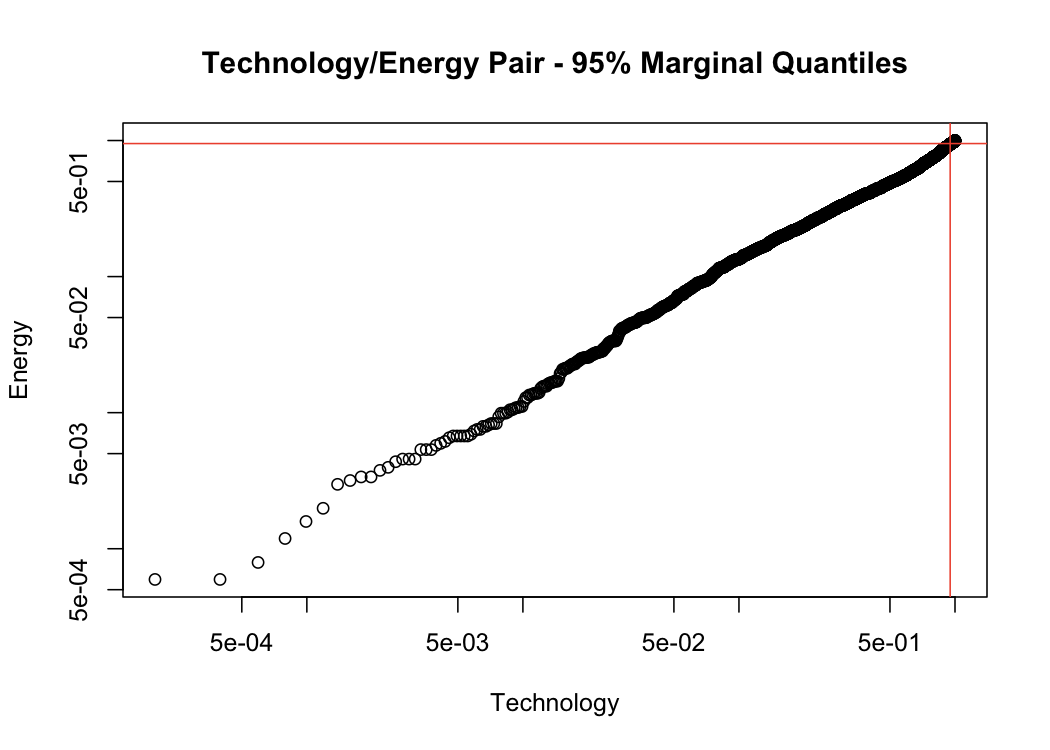 Technology/Energy Pair - 95% Marginal Quantiles
Energy
5e-01
5e-02
5e-03
5e-04
5e-04 5e-03 5e-02 5e-01
Technology